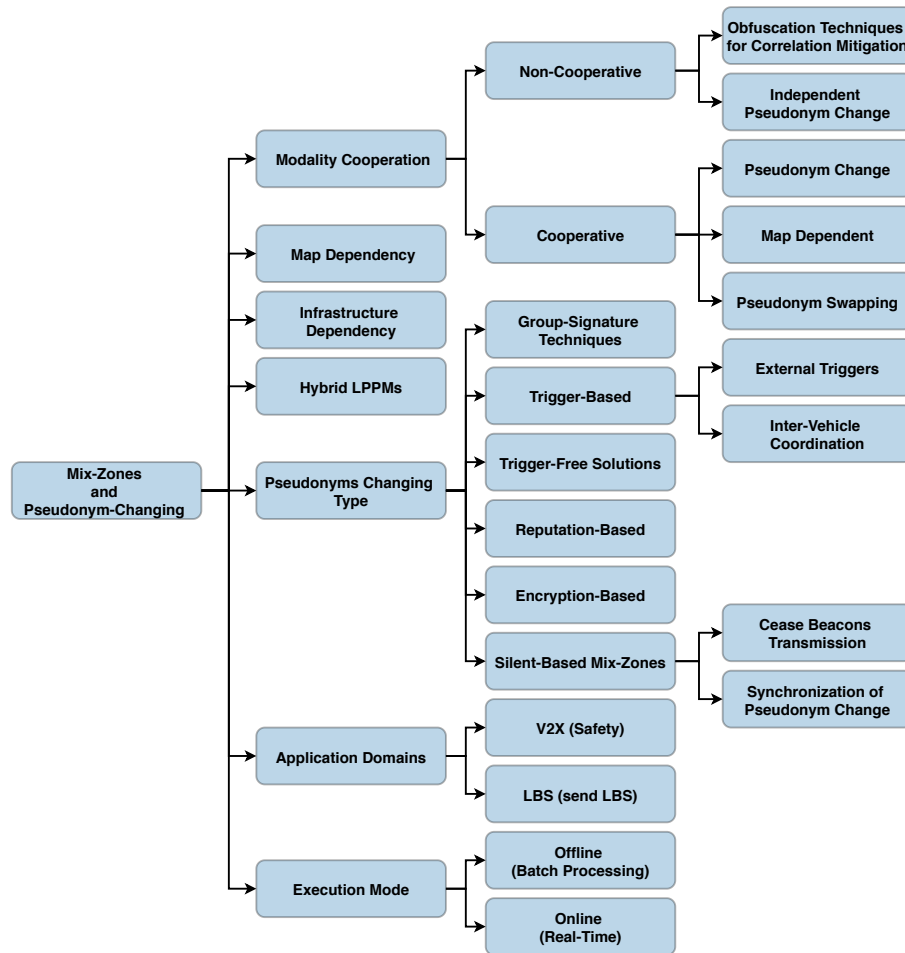 Mix-Zones
and
Pseudonym-Changing
Modality Cooperation
Non-Cooperative
Obfuscation Techniques
for Correlation Mitigation
Independent
Pseudonym Change
Cooperative
Pseudonym Change
Map Dependent
Pseudonym Swapping
Map Dependency
Infrastructure
Dependency
Hybrid LPPMs
Pseudonyms Changing
Type
Group-Signature
Techniques
Trigger-Based
External Triggers
Inter-Vehicle
Coordination
Trigger-Free Solutions
Reputation-Based
Encryption-Based
Silent-Based Mix-Zones
Cease Beacons
Transmission
Synchronization of
Pseudonym Change
Application Domains
V2X (Safety)
LBS (send LBS)
Execution Mode
Offline
(Batch Processing)
Online
(Real-Time)